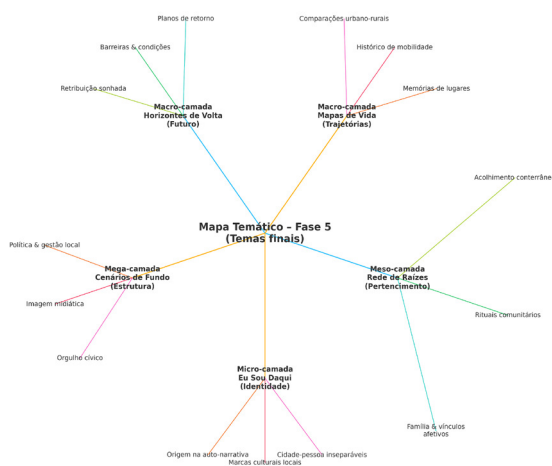 Planos de retorno
Comparações urbano-rurais
Barreiras & condições
Histórico de mobilidade
Retribuição sonhada
Memórias de lugares
Macro-camada
Horizontes de Volta
(Futuro)
Macro-camada
Mapas de Vida
(Trajetórias)
Acolhimento conterrâne
Mapa Temático – Fase 5
(Temas finais)
Política & gestão local
Mega-camada
Cenários de Fundo
(Estrutura)
Meso-camada
Rede de Raízes
(Pertencimento)
Imagem midiática
Rituais comunitários
Orgulho cívico
Micro-camada
Eu Sou Daqui
(Identidade)
Família & vínculos
afetivos
Origem na auto-narrativa
Cidade-pessoa inseparáveis
Marcas culturais locais